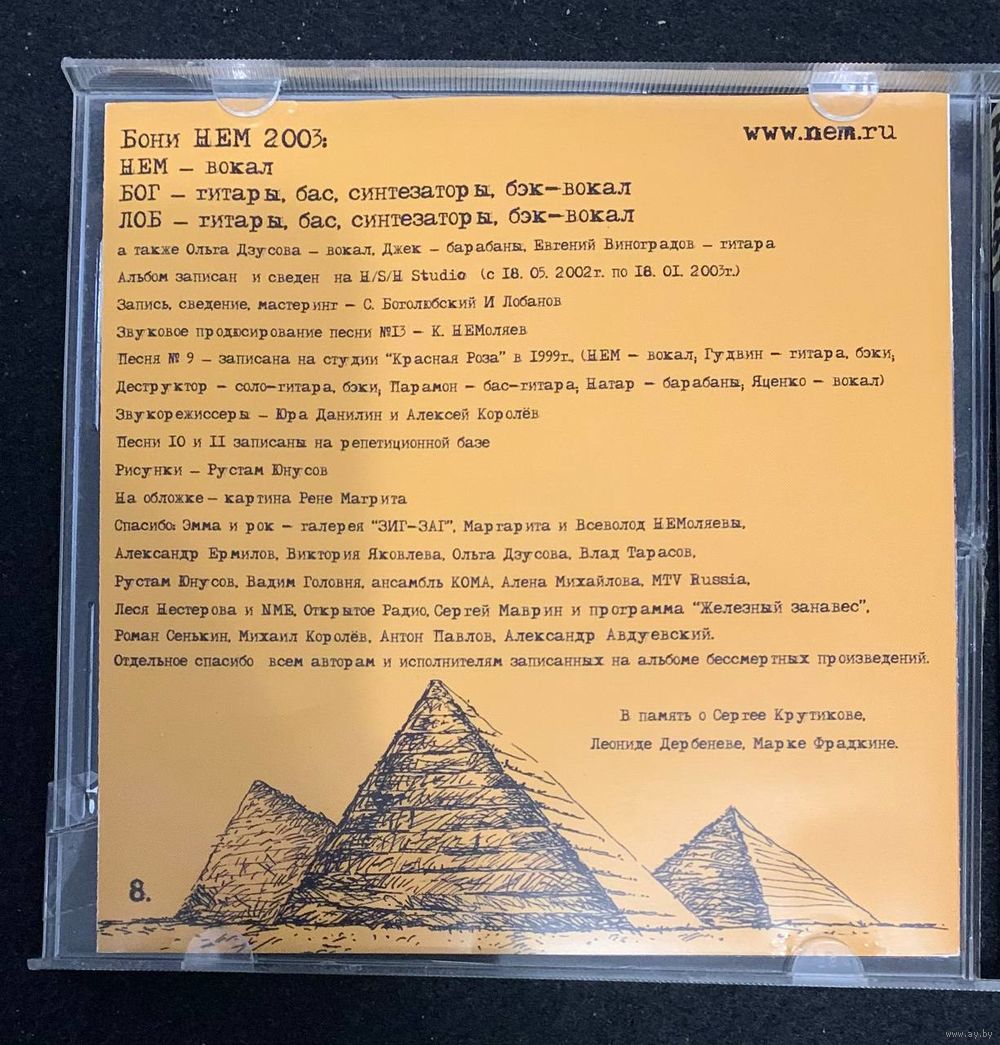 Бони НЕМ 2003:
www.nem.ru
НЕМ – вокал
БОГ – гитары, бас, синтезаторы, бэк-вокал
ЛОБ – гитары, бас, синтезаторы, бэк-вокал
а также Ольга Дзусова – вокал, Джек – барабаны, Евгений Виноградов – гитара
Альбом записан и сведен на H/S/H Studio (с 18. 05. 2002г. по 18. 01. 2003г.)
Запись, сведение, мастеринг – С. Боголюбский И Лобанов
Звуковое продюсирование песни №13 – К. НЕМоляев
Песня № 9 – записана на студии "Красная Роза" в 1999г., (НЕМ – вокал; Гудвин – гитара, бэки;
Деструктор – соло-гитара, бэки; Парамон – бас-гитара; Натар – барабаны; Яценко – вокал)
Звукорежиссеры – Юра Данилин и Алексей Королёв
Песни 10 и 11 записаны на репетиционной базе
Рисунки – Рустам Юнусов
На обложке – картина Рене Магрита
Спасибо: Эмма и рок – галерея "ЗИГ-ЗАГ", Маргарита и Всеволод НЕМоляевы,
Александр Ермилов, Виктория Яковлева, Ольга Дзусова, Влад Тарасов,
Рустам Юнусов, Вадим Головня, ансамбль КОМА, Алена Михайлова, MTV Russia,
Леся Нестерова и NME, Открытое Радио, Сергей Маврин и программа "Железный занавес",
Роман Сенькин, Михаил Королёв, Антон Павлов, Александр Авдуевский.
Отдельное спасибо всем авторам и исполнителям записанных на альбоме бессмертных произведений.
В память о Сергее Крутикове,
Леониде Дербеневе, Марке Фрадкине.
8.
www.ay.by